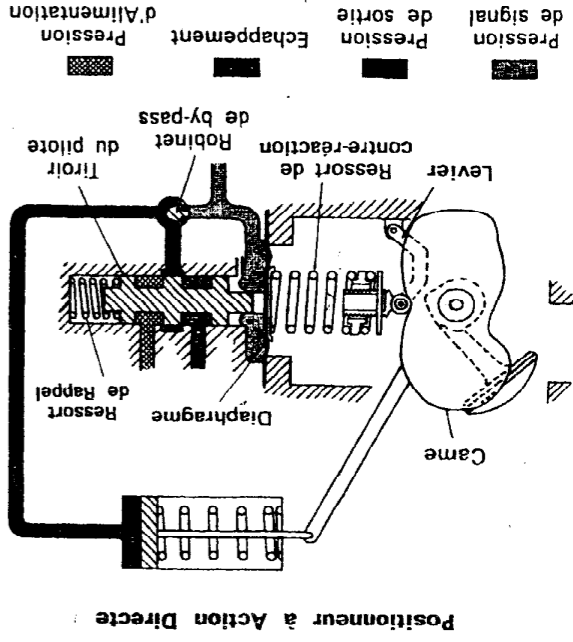 Positionneur à Action Directe
Came
Diaphragme
Ressort
de Rappel
Levier
Ressort de
contre-réaction
Robinet
de by-pass
Tiroir
du pilote
Pression
de signal
Pression
de sortie
Echappement
Pression
d'Alimentation